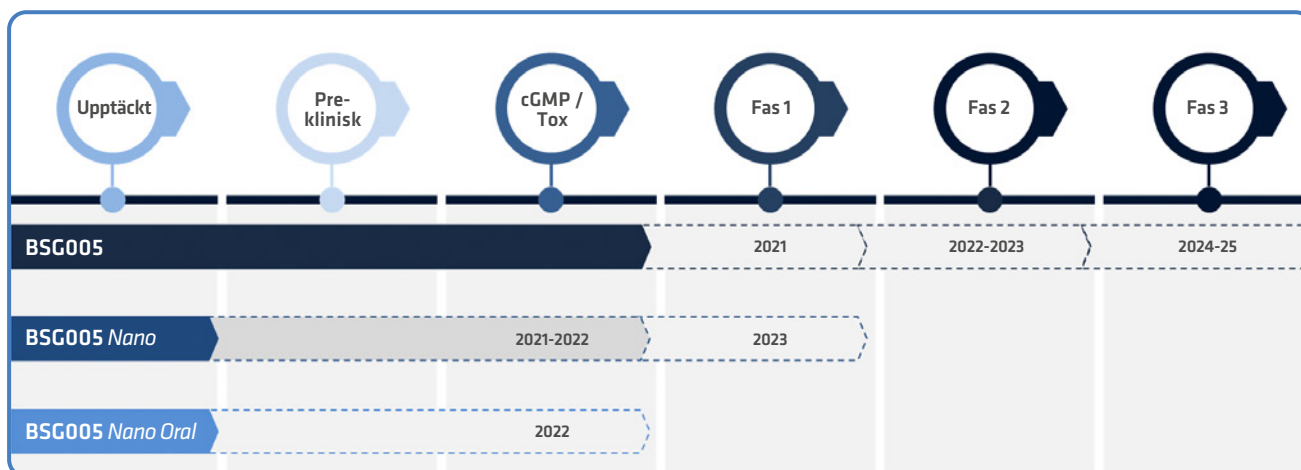 Upptäckt
Pre-
klinisk
cGMP /
Tox
Fas 1
Fas 2
Fas 3
BSG005
2021
2022-2023
2024-25
BSG005 Nano
2021-2022
2023
BSG005 Nano Oral
2022